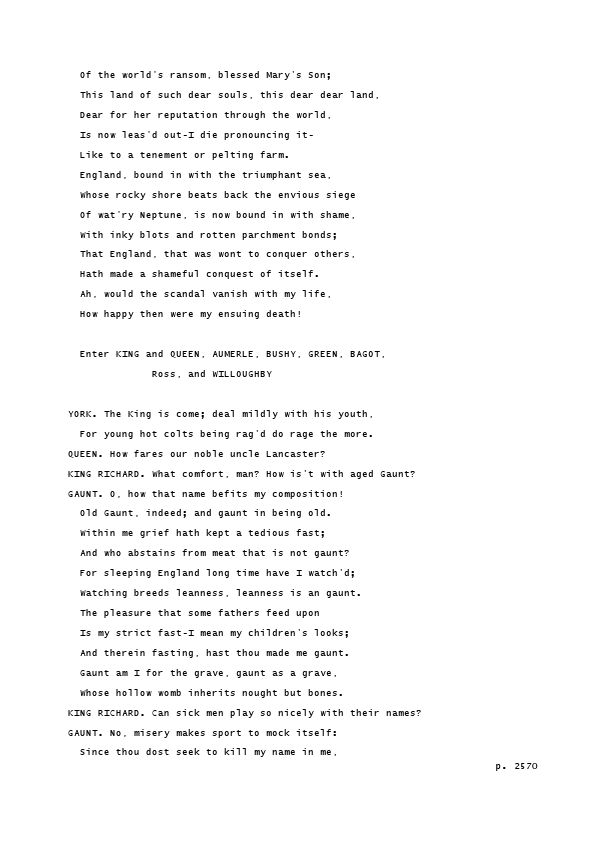 Of the world's ransom, blessed Mary's Son;
This land of such dear souls, this dear dear land,
Dear for her reputation through the world,
Is now leas'd out-I die pronouncing it-
Like to a tenement or pelting farm.
England, bound in with the triumphant sea,
Whose rocky shore beats back the envious siege
Of wat'ry Neptune, is now bound in with shame,
With inky blots and rotten parchment bonds;
That England, that was wont to conquer others,
Hath made a shameful conquest of itself.
Ah, would the scandal vanish with my life,
How happy then were my ensuing death!
Enter KING and QUEEN, AUMERLE, BUSHY, GREEN, BAGOT,
Ross, and WILLOUGHBY
YORK. The King is come; deal mildly with his youth,
For young hot colts being rag'd do rage the more.
QUEEN. How fares our noble uncle Lancaster?
KING RICHARD. What comfort, man? How is't with aged Gaunt?
GAUNT. O, how that name befits my composition!
Old Gaunt, indeed; and gaunt in being old.
Within me grief hath kept a tedious fast;
And who abstains from meat that is not gaunt?
For sleeping England long time have I watch'd;
Watching breeds leanness, leanness is an gaunt.
The pleasure that some fathers feed upon
Is my strict fast-I mean my children's looks;
And therein fasting, hast thou made me gaunt.
Gaunt am I for the grave, gaunt as a grave,
Whose hollow womb inherits nought but bones.
KING RICHARD. Can sick men play so nicely with their names?
GAUNT. No, misery makes sport to mock itself:
Since thou dost seek to kill my name in me,
p. 2570